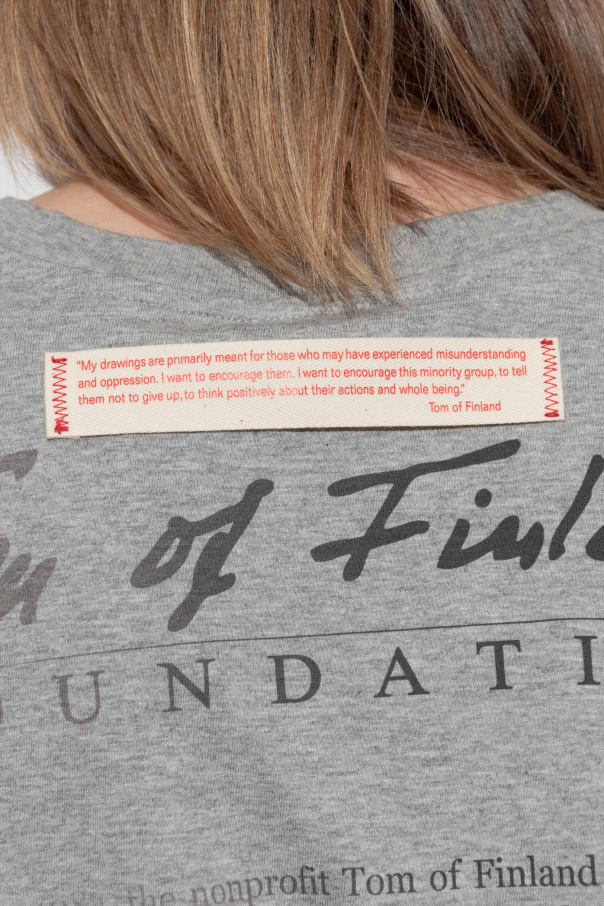 "My drawings are primarily meant for those who may have experienced misunderstanding
and oppression. I want to encourage them. I want to encourage this minority group, to tell
them not to give up, to think positively about their actions and whole being."
Tom of Finland
of Finl
UNDATI
the nonprofit Tom of Finland